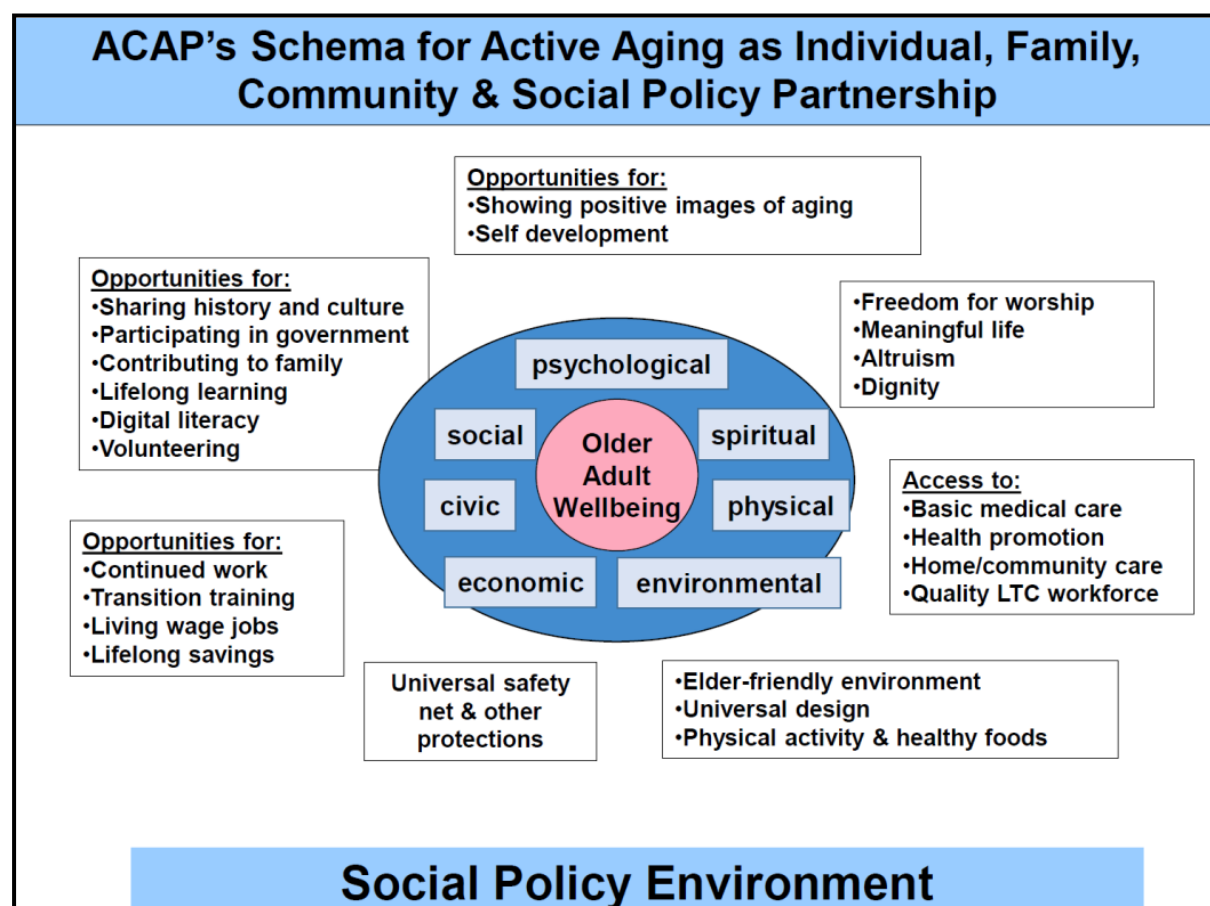 ACAP's Schema for Active Aging as Individual, Family,
Community & Social Policy Partnership
Opportunities for:
•Showing positive images of aging
•Self development
Opportunities for:
•Sharing history and culture
•Participating in government
•Contributing to family
•Lifelong learning
•Digital literacy
•Volunteering
•Freedom for worship
•Meaningful life
•Altruism
•Dignity
psychological
social
spiritual
Older
Adult
Wellbeing
civic
physical
economic
environmental
Access to:
•Basic medical care
•Health promotion
•Home/community care
•Quality LTC workforce
Opportunities for:
•Continued work
•Transition training
•Living wage jobs
•Lifelong savings
Universal safety
net & other
protections
•Elder-friendly environment
•Universal design
•Physical activity & healthy foods
Social Policy Environment